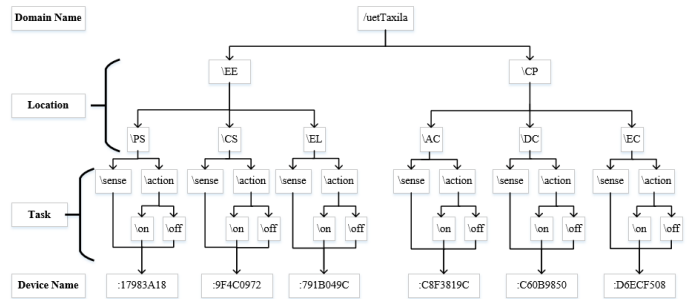 Domain Name /uetTaxila
\EE \CP
Location
\PS \CS \EL \AC \DC \EC
\sense \action \sense \action \sense \action \sense \action \sense \action \sense \action
Task
\on \off \on \off \on \off \on \off \on \off \on \off
Device Name :17983A18 :9F4C0972 :791B049C :C8F3819C :C60B9850 :D6ECF508